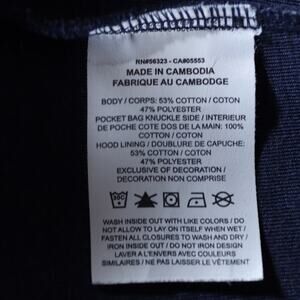 RN#56323 - CA#05553
MADE IN CAMBODIA
FABRIQUE AU CAMBODGE
BODY / CORPS: 53% COTTON / COTON
47% POLYESTER
POCKET BAG KNUCKLE SIDE / INTERIEUR
DE POCHE COTE DOS DE LA MAIN: 100%
COTTON / COTON
HOOD LINING / DOUBLURE DE CAPUCHE:
53% COTTON / COTON
47% POLYESTER
EXCLUSIVE OF DECORATION /
DECORATION NON COMPRISE
30C
WASH INSIDE OUT WITH LIKE COLORS / DO
NOT ALLOW TO LAY ON ITSELF WHEN WET /
FASTEN ALL CLOSURES TO WASH AND DRY /
IRON INSIDE OUT / DO NOT IRON DESIGN
LAVER A L'ENVERS AVEC COULEURS
SIMILAIRES / NE PAS LAISSER LE VÊTEMENT